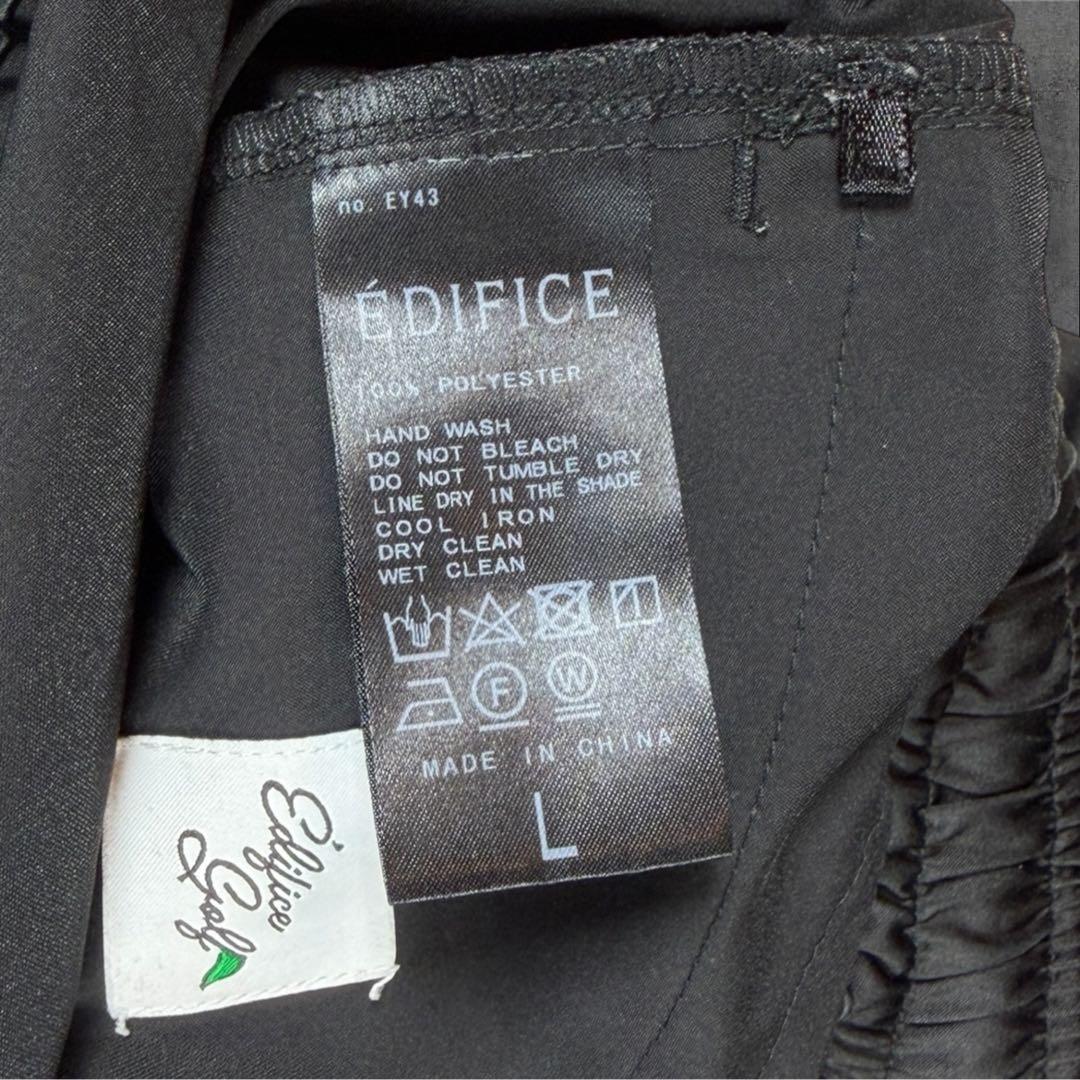 no. EY43
ÉDIFICE
100% POLYESTER
HAND WASH
DO NOT BLEACH
DO NOT TUMBLE DRY
LINE DRY IN THE SHADE
COOL IRON
DRY CLEAN
WET CLEAN
F
W
MADE IN CHINA
L
Édifice
Golf